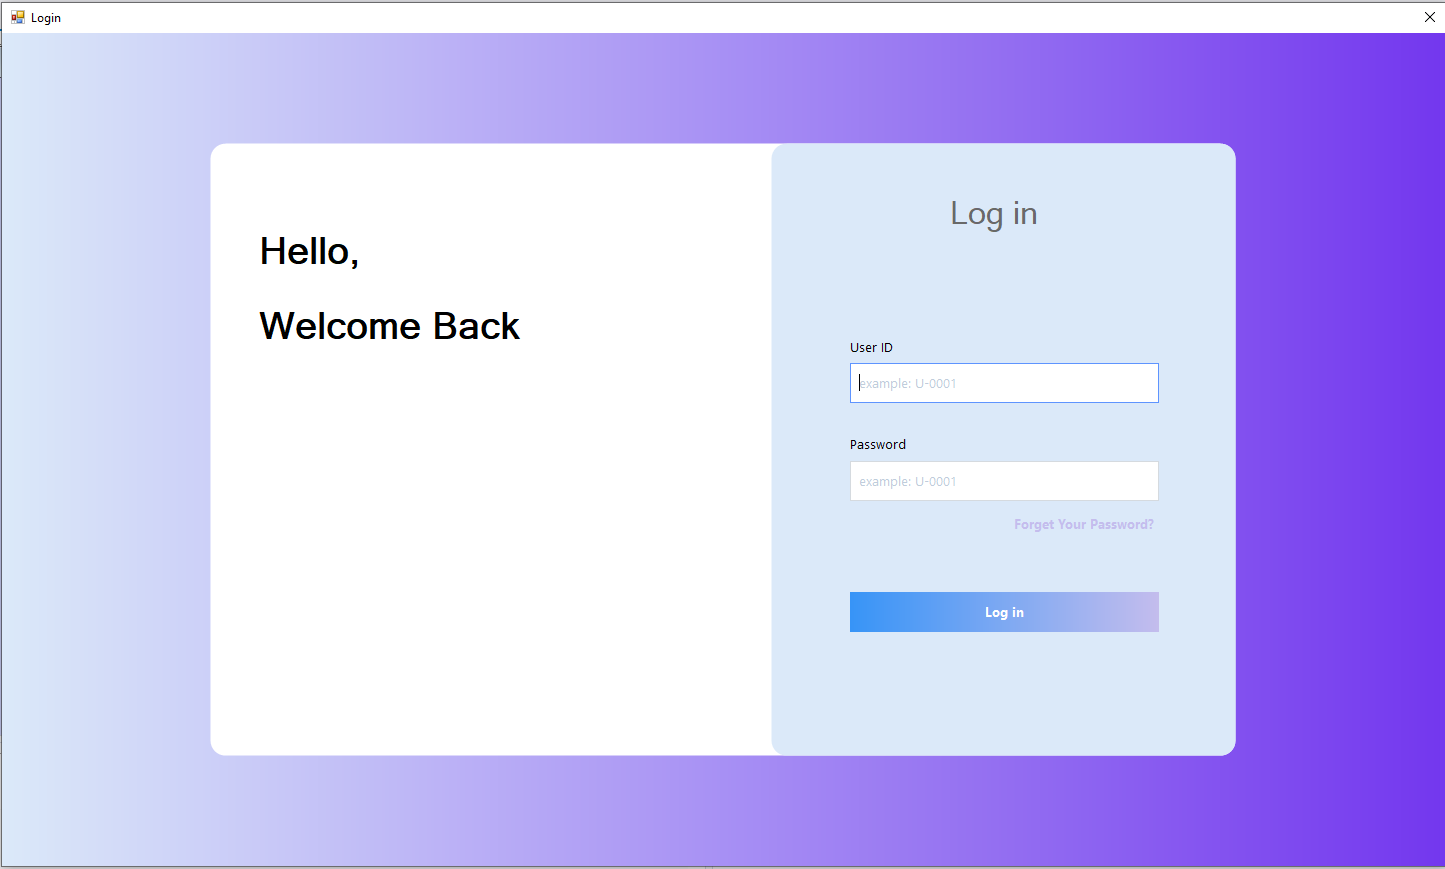 Login
Hello,
Welcome Back
Log in
User ID
example: U-0001
Password
example: U-0001
Forget Your Password?
Log in